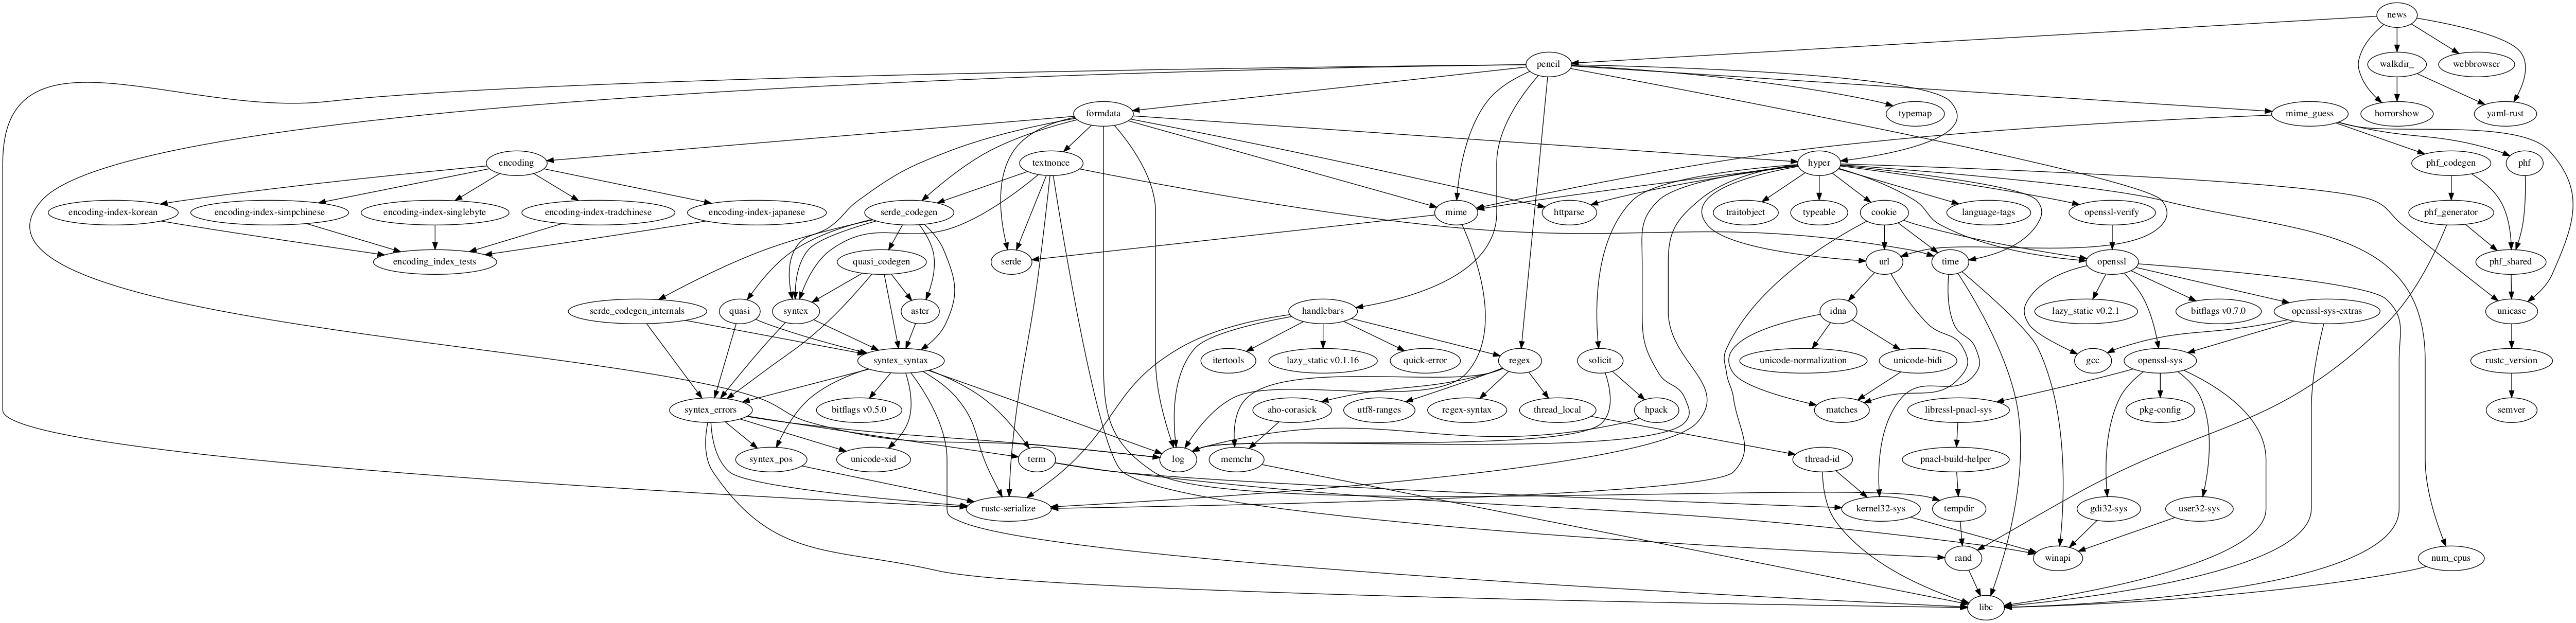 news
pencil
walkdir_
webbrowser
formdata
typemap
mime_guess
horrorshow
yaml-rust
encoding
textnonce
hyper
phf_codegen
phf
encoding-index-korean
encoding-index-simpchinese
encoding-index-singlebyte
encoding-index-tradchinese
encoding-index-japanese
serde_codegen
mime
httparse
traitobject
typeable
cookie
language-tags
openssl-verify
phf_generator
encoding_index_tests
quasi_codegen
serde
url
time
openssl
phf_shared
serde_codegen_internals
quasi
syntex
aster
handlebars
idna
lazy_static v0.2.1
bitflags v0.7.0
openssl-sys-extras
unicase
syntex_syntax
itertools
lazy_static v0.1.16
quick-error
regex
solicit
unicode-normalization
unicode-bidi
gcc
openssl-sys
rustc_version
syntex_errors
bitflags v0.5.0
aho-corasick
utf8-ranges
regex-syntax
thread_local
hpack
matches
libressl-pnacl-sys
pkg-config
semver
syntex_pos
unicode-xid
term
log
memchr
thread-id
pnacl-build-helper
rustc-serialize
kernel32-sys
tempdir
gdi32-sys
user32-sys
rand
winapi
num_cpus
libc